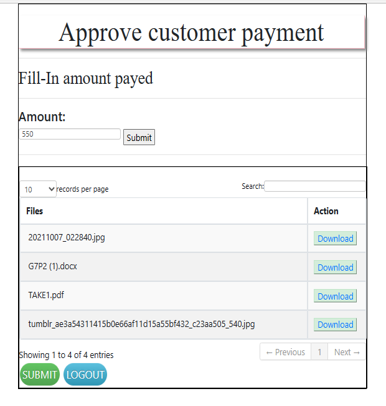 Approve customer payment
Fill-In amount payed
Amount:
550
Submit
10 records per page
Search:
Files Action
20211007_022840.jpg Download
G7P2 (1).docx Download
TAKE1.pdf Download
tumblr_ae3a54311415b0e66af11d15a55bf432_c23aa505_540.jpg Download
Showing 1 to 4 of 4 entries
← Previous 1 Next →
SUBMIT LOGOUT